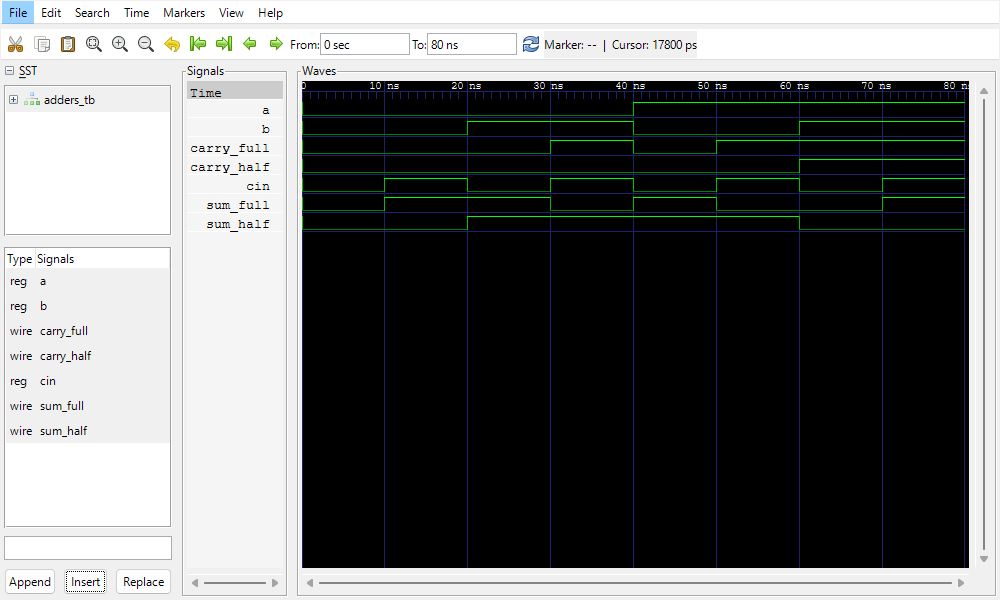 File Edit Search Time Markers View Help
From: 0 sec To: 80 ns Marker: -- | Cursor: 17800 ps
SST
adders_tb
Type Signals
reg a
reg b
wire carry_full
wire carry_half
reg cin
wire sum_full
wire sum_half
Append Insert Replace
Signals
Time
a
b
carry_full
carry_half
cin
sum_full
sum_half
Waves
0 10 ns 20 ns 30 ns 40 ns 50 ns 60 ns 70 ns 80 ns